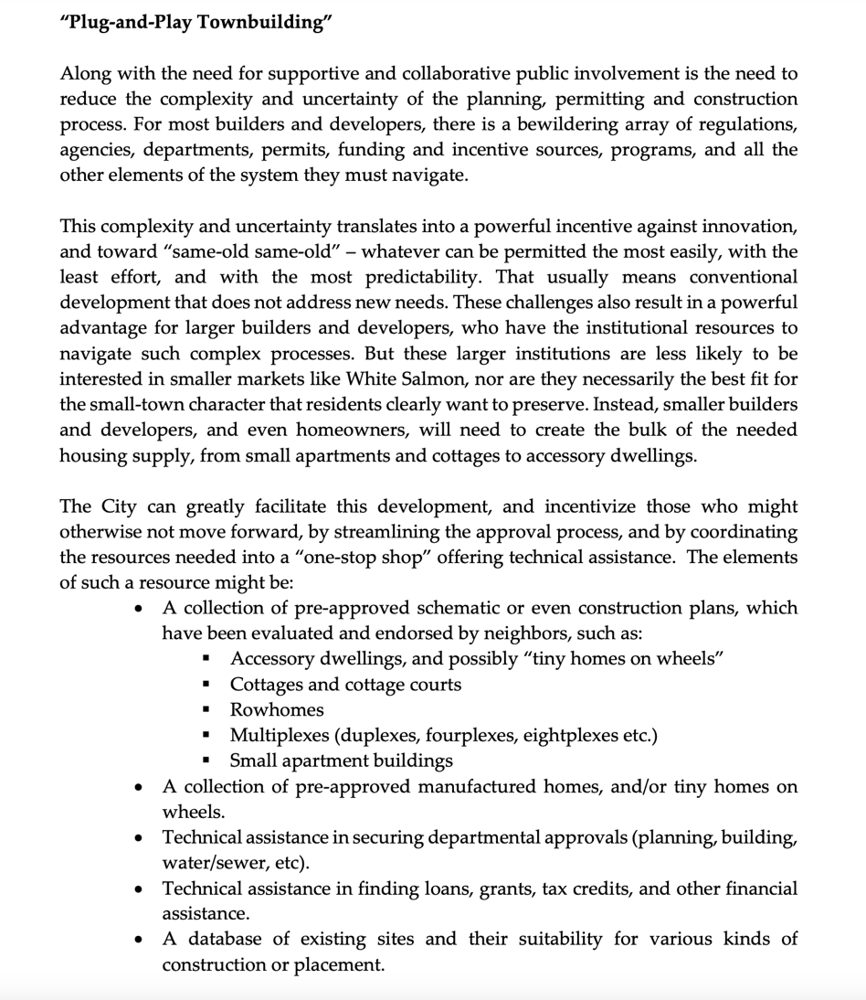 “Plug-and-Play Townbuilding”
Along with the need for supportive and collaborative public involvement is the need to
reduce the complexity and uncertainty of the planning, permitting and construction
process. For most builders and developers, there is a bewildering array of regulations,
agencies, departments, permits, funding and incentive sources, programs, and all the
other elements of the system they must navigate.
This complexity and uncertainty translates into a powerful incentive against innovation,
and toward “same-old same-old” – whatever can be permitted the most easily, with the
least effort, and with the most predictability. That usually means conventional
development that does not address new needs. These challenges also result in a powerful
advantage for larger builders and developers, who have the institutional resources to
navigate such complex processes. But these larger institutions are less likely to be
interested in smaller markets like White Salmon, nor are they necessarily the best fit for
the small-town character that residents clearly want to preserve. Instead, smaller builders
and developers, and even homeowners, will need to create the bulk of the needed
housing supply, from small apartments and cottages to accessory dwellings.
The City can greatly facilitate this development, and incentivize those who might
otherwise not move forward, by streamlining the approval process, and by coordinating
the resources needed into a “one-stop shop” offering technical assistance. The elements
of such a resource might be:
• A collection of pre-approved schematic or even construction plans, which
have been evaluated and endorsed by neighbors, such as:
▪ Accessory dwellings, and possibly “tiny homes on wheels”
▪ Cottages and cottage courts
▪ Rowhomes
▪ Multiplexes (duplexes, fourplexes, eightplexes etc.)
▪ Small apartment buildings
• A collection of pre-approved manufactured homes, and/or tiny homes on
wheels.
• Technical assistance in securing departmental approvals (planning, building,
water/sewer, etc).
• Technical assistance in finding loans, grants, tax credits, and other financial
assistance.
• A database of existing sites and their suitability for various kinds of
construction or placement.